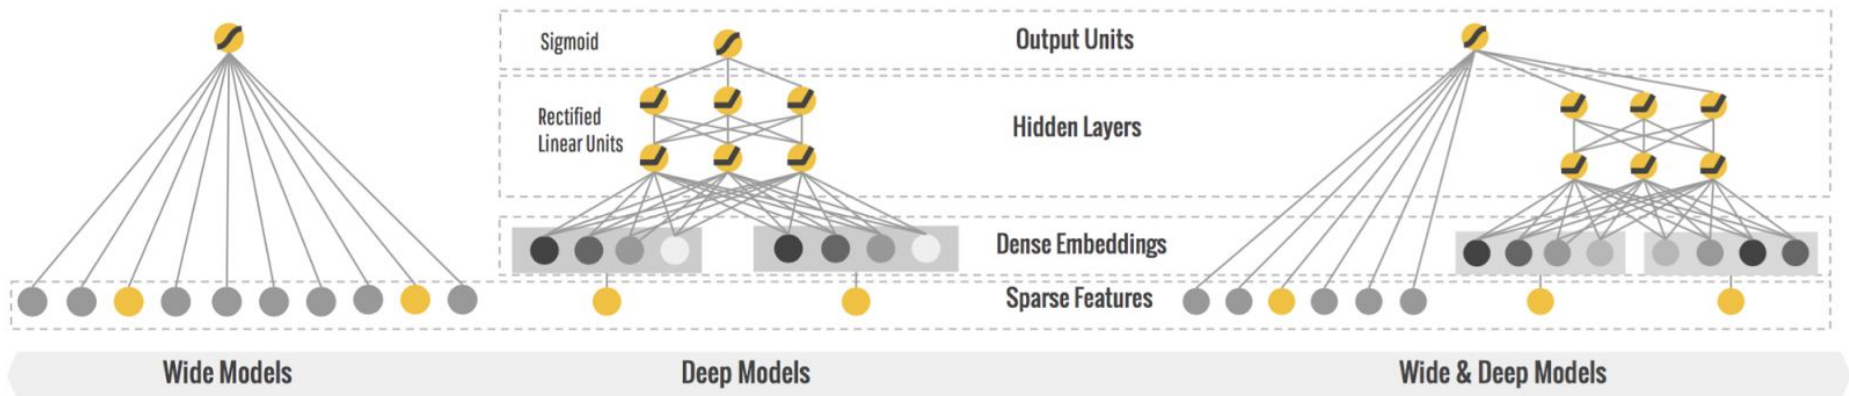 Sigmoid
Output Units
Rectified
Linear Units
Hidden Layers
Dense Embeddings
Sparse Features
Wide Models
Deep Models
Wide & Deep Models